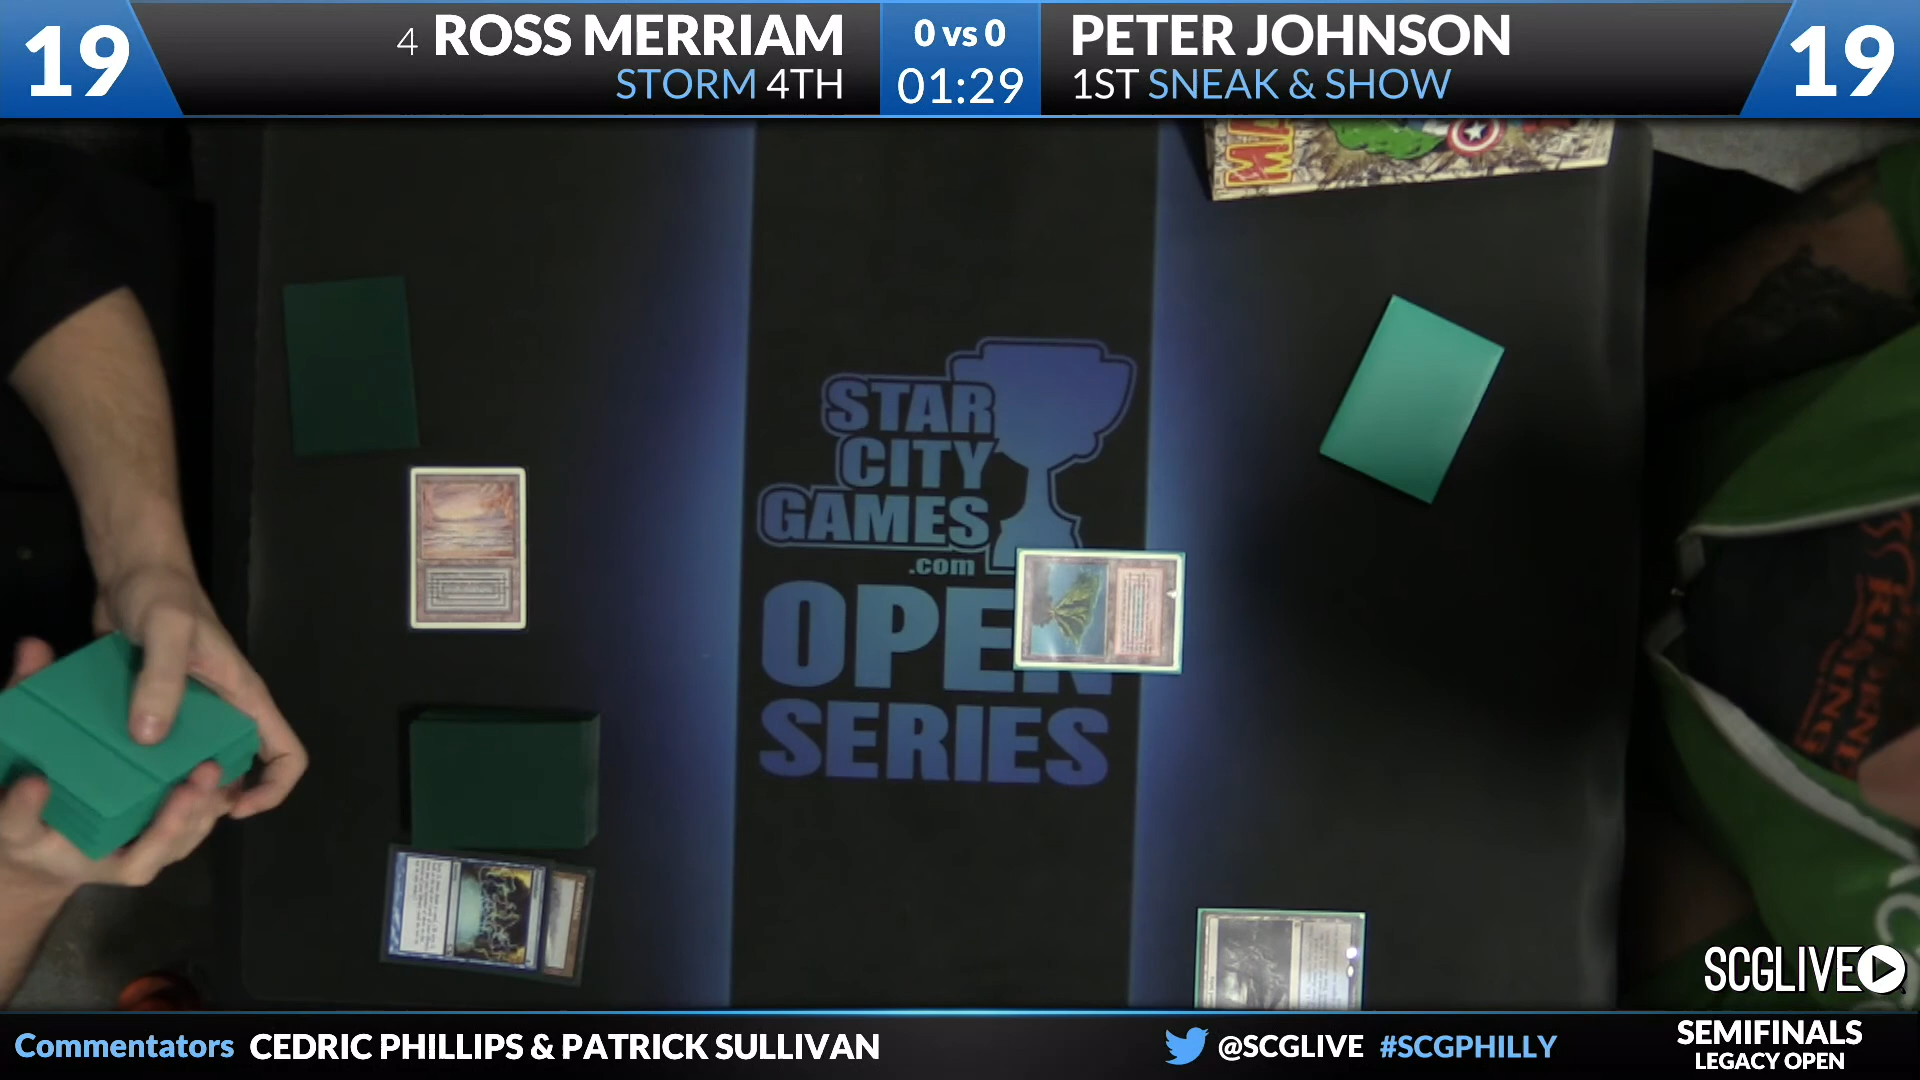 19
4 ROSS MERRIAM
STORM 4TH
0 vs 0
01:29
PETER JOHNSON
1ST SNEAK & SHOW
19
STAR
CITY
GAMES
.com
OPEN
SERIES
SCGLIVE
Commentators CEDRIC PHILLIPS & PATRICK SULLIVAN
@SCGLIVE #SCGPHILLY
SEMIFINALS
LEGACY OPEN